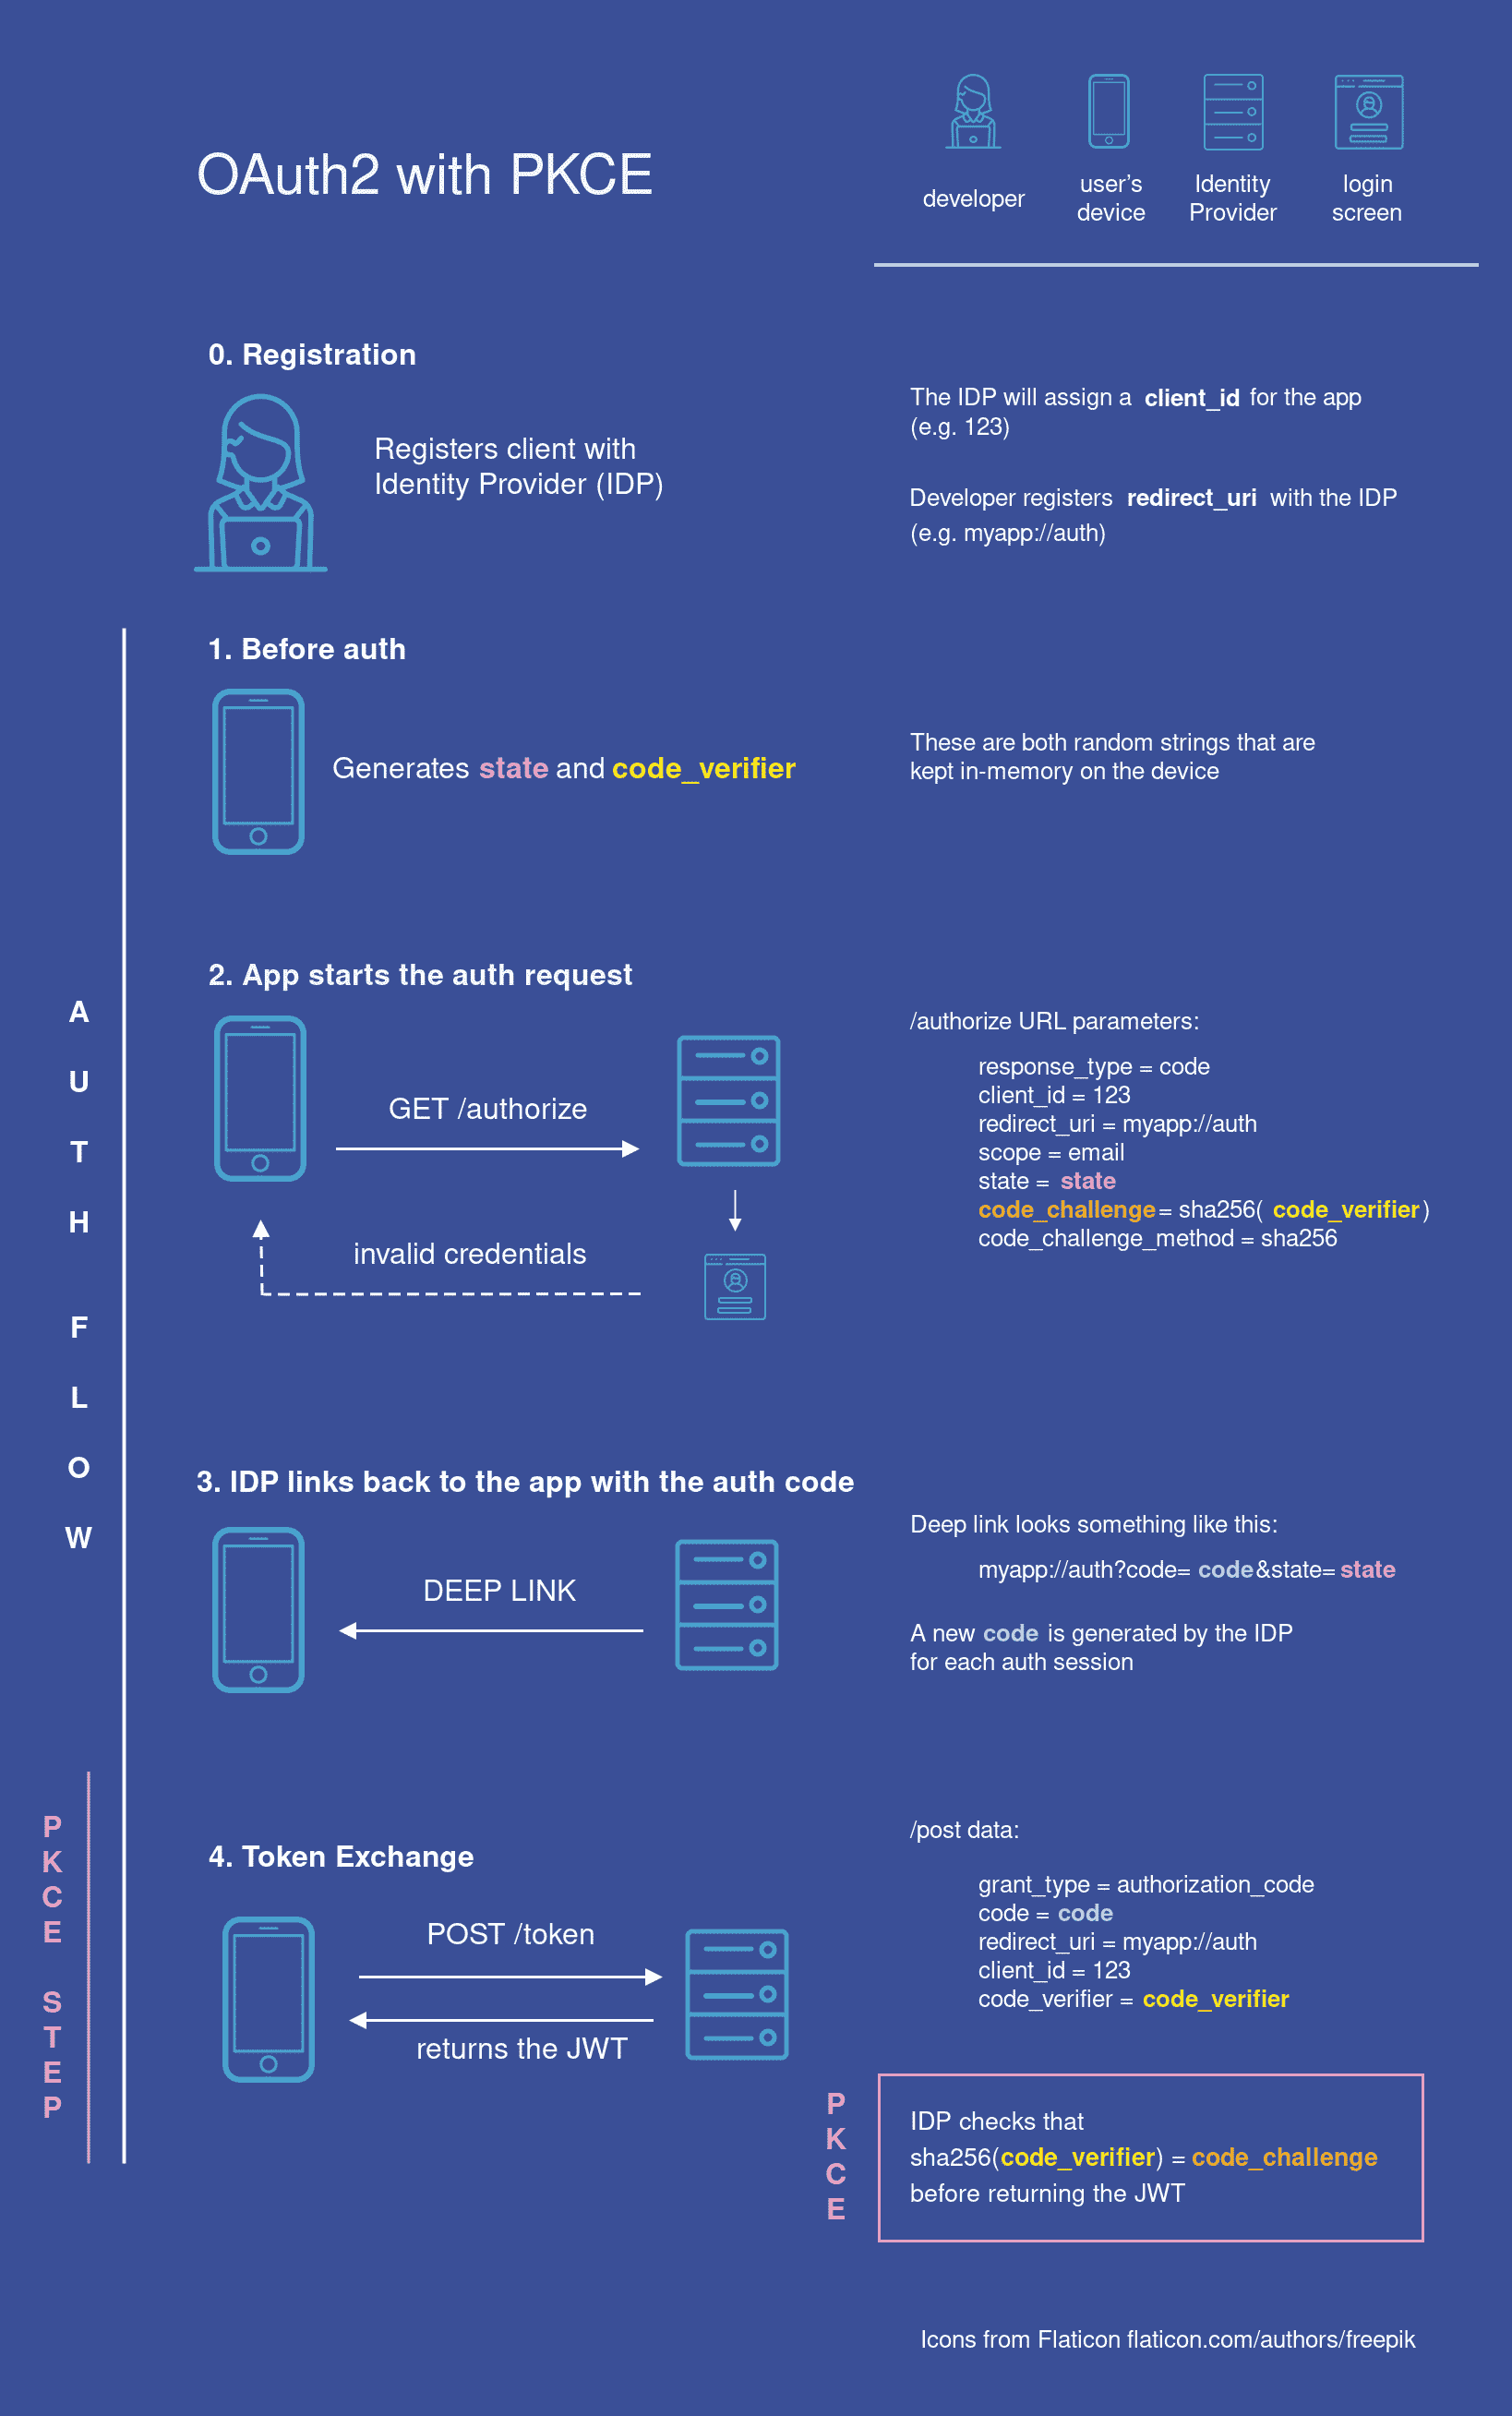 OAuth2 with PKCE
developer
user's
device
Identity
Provider
login
screen
0. Registration
Registers client with
Identity Provider (IDP)
The IDP will assign a client_id for the app
(e.g. 123)
Developer registers redirect_uri with the IDP
(e.g. myapp://auth)
AUTH FLOW
1. Before auth
Generates state and code_verifier
These are both random strings that are
kept in-memory on the device
2. App starts the auth request
GET /authorize
invalid credentials
/authorize URL parameters:
response_type = code
client_id = 123
redirect_uri = myapp://auth
scope = email
state = state
code_challenge = sha256( code_verifier )
code_challenge_method = sha256
3. IDP links back to the app with the auth code
DEEP LINK
Deep link looks something like this:
myapp://auth?code= code &state= state
A new code is generated by the IDP
for each auth session
PKCE STEP
4. Token Exchange
POST /token
returns the JWT
/post data:
grant_type = authorization_code
code = code
redirect_uri = myapp://auth
client_id = 123
code_verifier = code_verifier
PKCE
IDP checks that
sha256(code_verifier) = code_challenge
before returning the JWT
Icons from Flaticon flaticon.com/authors/freepik